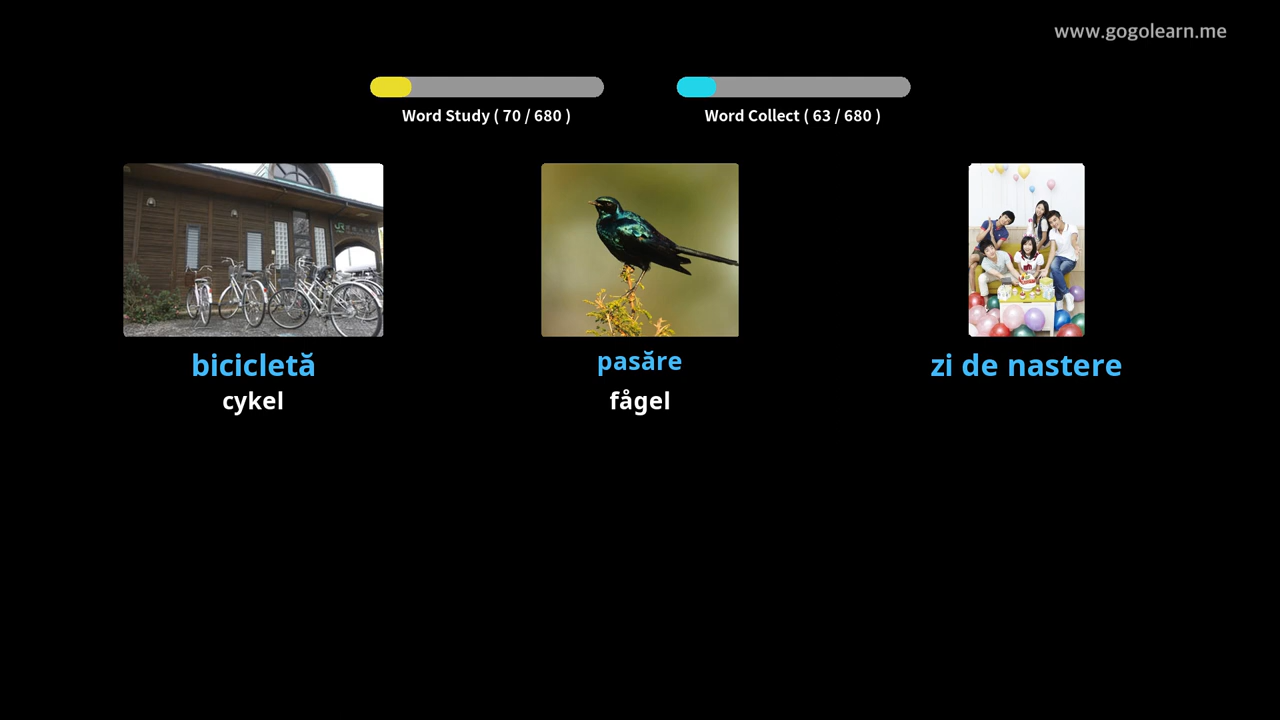 www.gogolearn.me
Word Study ( 70 / 680 )
Word Collect ( 63 / 680 )
bicicletă
cykel
pasăre
fågel
zi de nastere